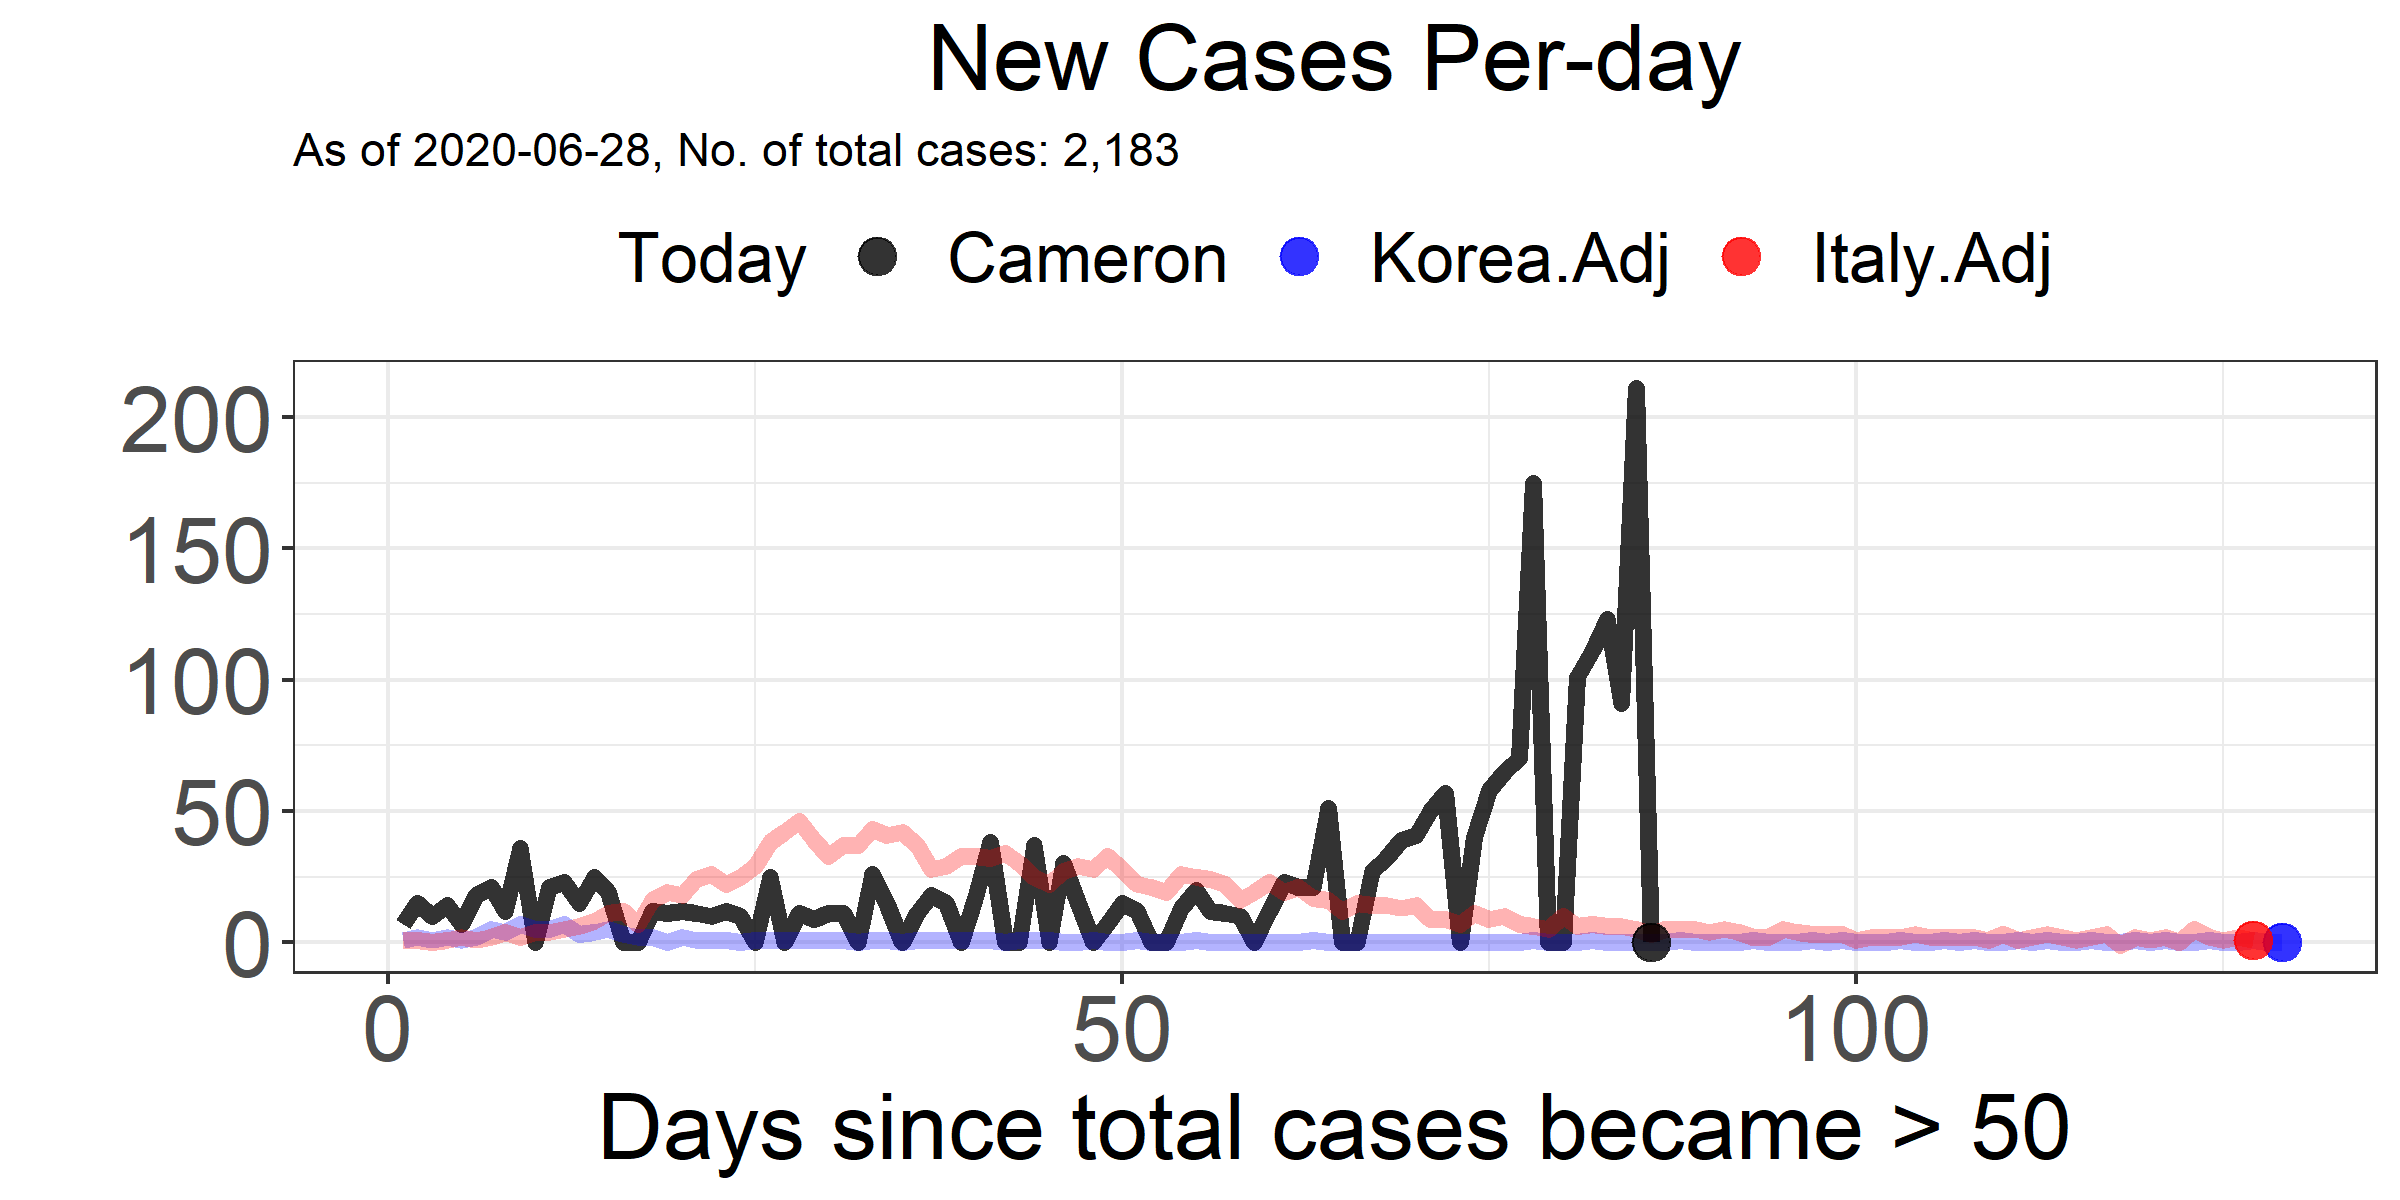 New Cases Per-day
As of 2020-06-28, No. of total cases: 2,183
Today Cameron Korea.Adj Italy.Adj
200
150
100
50
0
0 50 100
Days since total cases became > 50